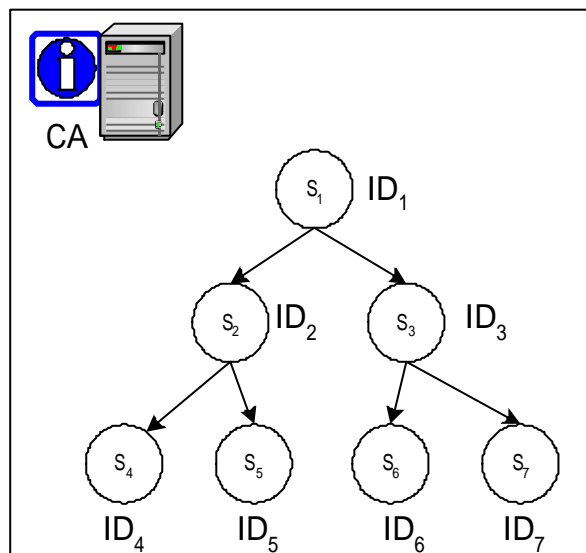 i
CA
S₁ ID₁
S₂ ID₂ S₃ ID₃
S₄ S₅ S₆ S₇
ID₄ ID₅ ID₆ ID₇